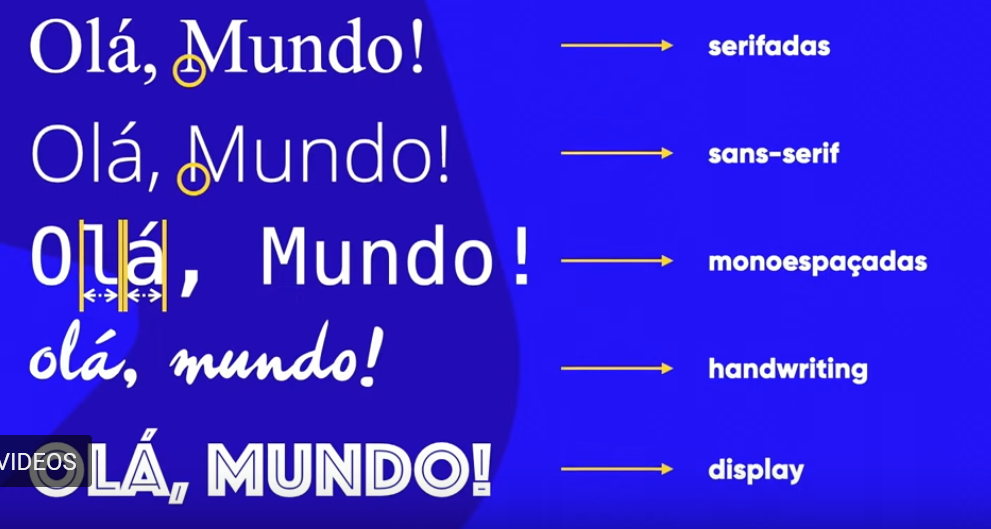 Olá, Mundo! serifadas
Olá, Mundo! sans-serif
Olá, Mundo! monoespaçadas
olá, mundo! handwriting
OLÁ, MUNDO! display
VIDEOS